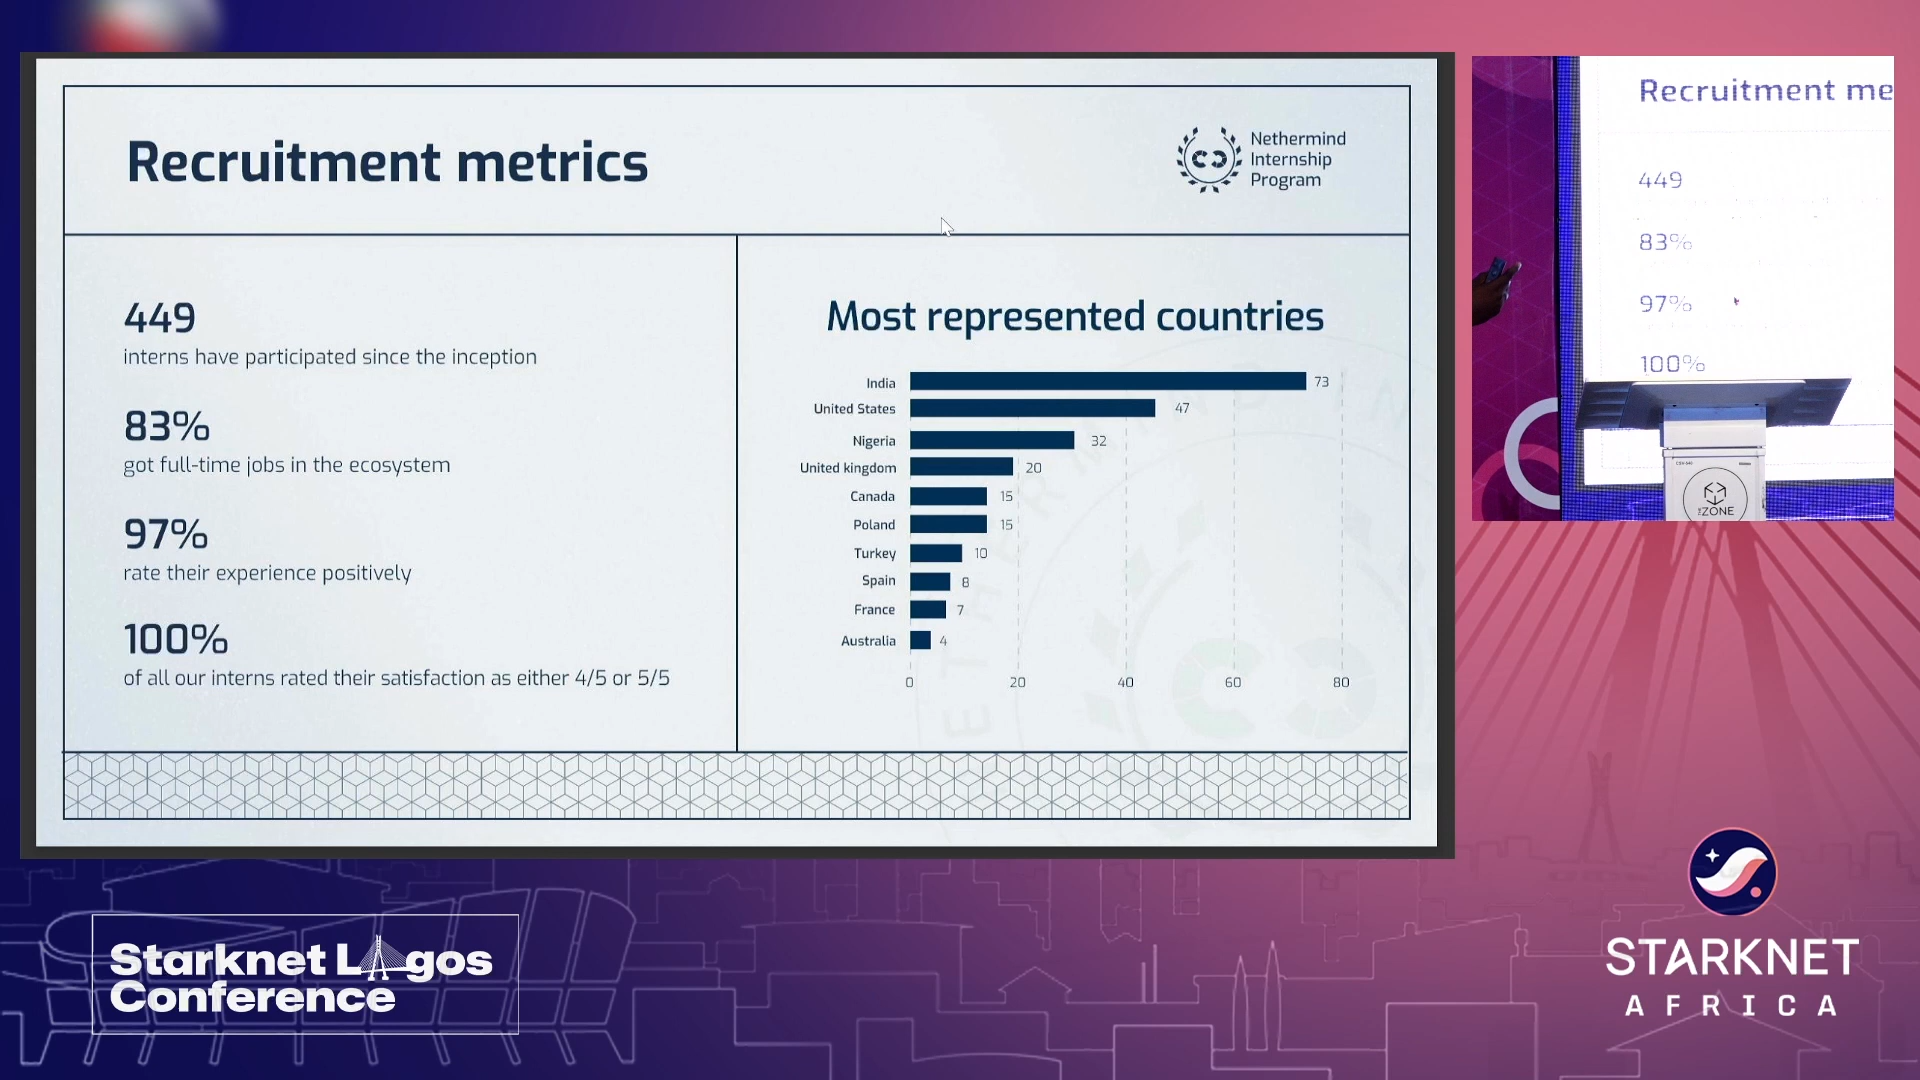 Recruitment metrics
Nethermind
Internship
Program
449
interns have participated since the inception
83%
got full-time jobs in the ecosystem
97%
rate their experience positively
100%
of all our interns rated their satisfaction as either 4/5 or 5/5
Most represented countries
India 73
United States 47
Nigeria 32
United kingdom 20
Canada 15
Poland 15
Turkey 10
Spain 8
France 7
Australia 4
0 20 40 60 80
Recruitment me
449
83%
97%
100%
ZONE
Starknet Lagos
Conference
STARKNET
AFRICA